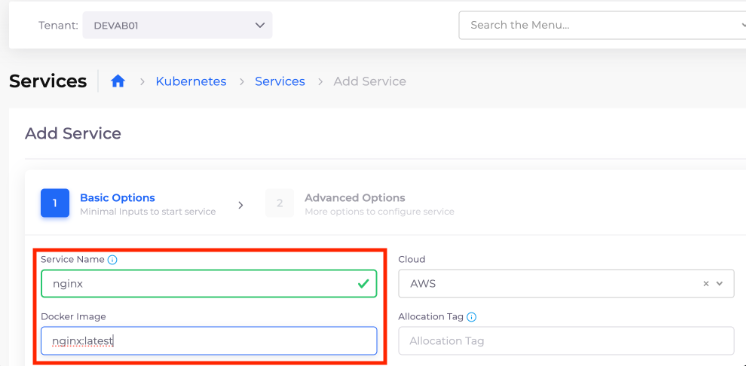 Tenant: DEVAB01 Search the Menu...
Services Kubernetes > Services > Add Service
Add Service
1 Basic Options > 2 Advanced Options
Minimal inputs to start service More options to configure service
Service Name Cloud
nginx AWS
Docker Image Allocation Tag
nginx:latest Allocation Tag